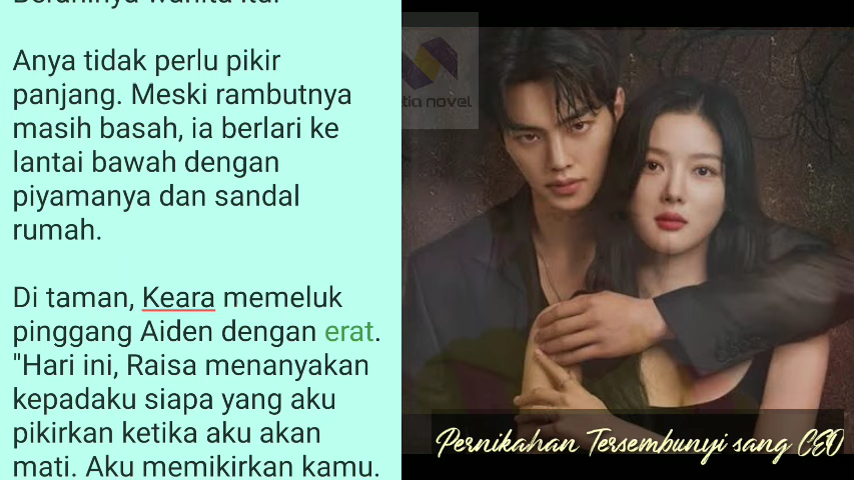 Anya tidak perlu pikir
panjang. Meski rambutnya
masih basah, ia berlari ke
lantai bawah dengan
piyamanya dan sandal
rumah.
Di taman, Keara memeluk
pinggang Aiden dengan erat.
"Hari ini, Raisa menanyakan
kepadaku siapa yang aku
pikirkan ketika aku akan
mati. Aku memikirkan kamu.
tia novel
Pernikahan Tersembunyi sang CEO